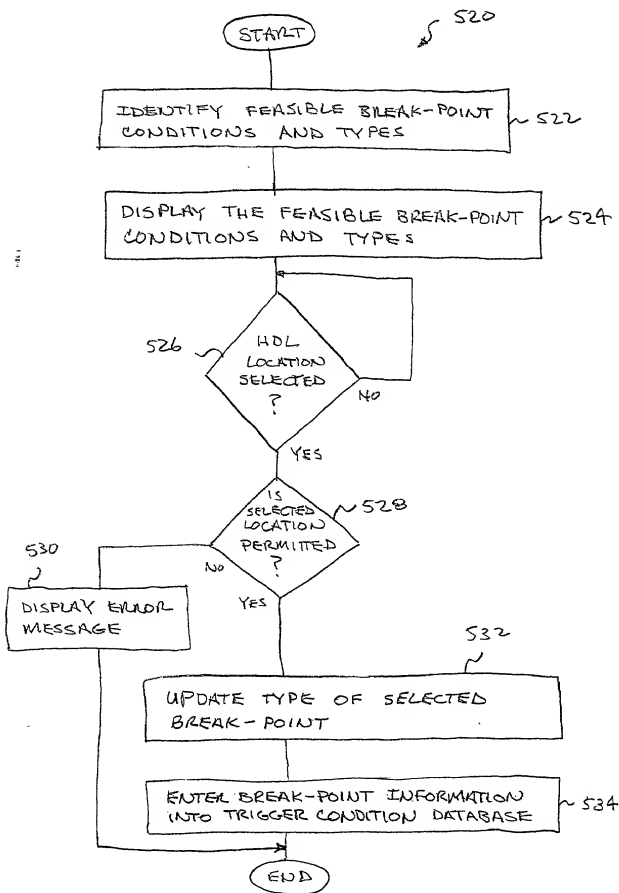 START
520
IDENTIFY FEASIBLE BREAK-POINT
CONDITIONS AND TYPES
522
DISPLAY THE FEASIBLE BREAK-POINT
CONDITIONS AND TYPES
524
526
HDL
LOCATION
SELECTED
?
NO
YES
IS
SELECTED
LOCATION
PERMITTED
?
528
530
NO
YES
DISPLAY ERROR
MESSAGE
532
UPDATE TYPE OF SELECTED
BREAK-POINT
ENTER BREAK-POINT INFORMATION
INTO TRIGGER CONDITION DATABASE
534
END